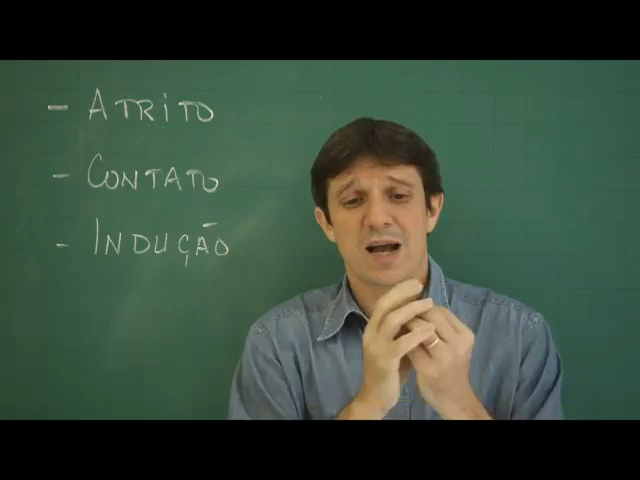 - ATRITO
- CONTATO
- INDUÇÃO